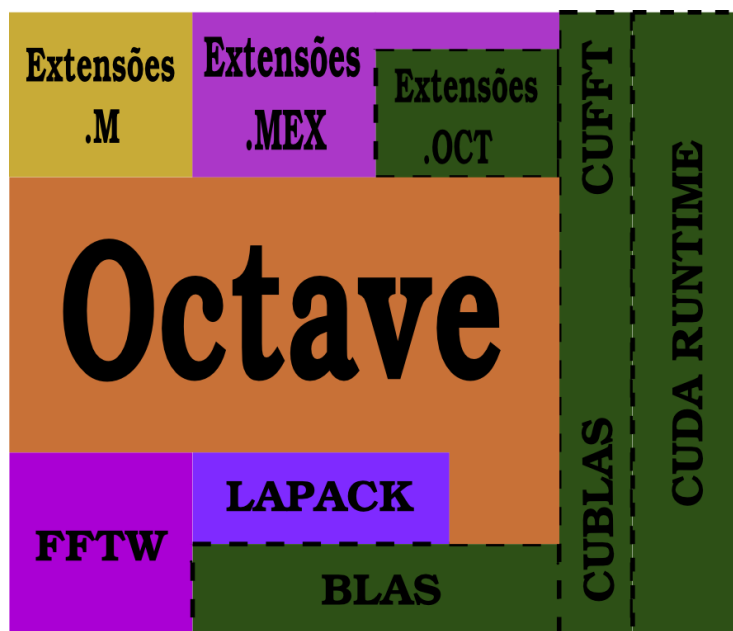 Extensões
.M
Extensões
.MEX
Extensões
.OCT
CUFFT
CUDA RUNTIME
Octave
LAPACK
FFTW
BLAS
CUBLAS